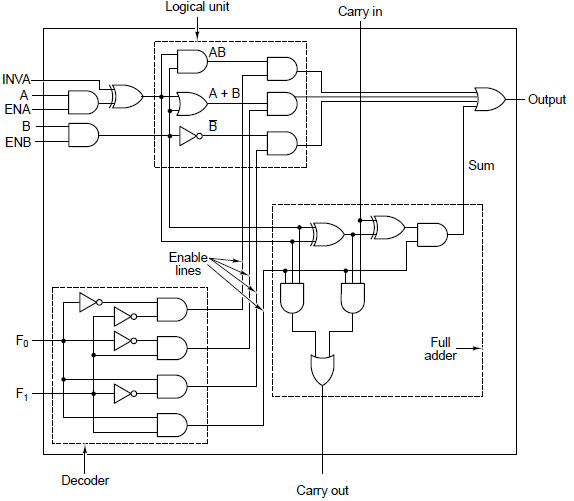 Logical unit
Carry in
AB
INVA
A
ENA
A + B
Output
B
ENB
B̅
Sum
Enable
lines
F₀
Full
adder
F₁
Decoder
Carry out